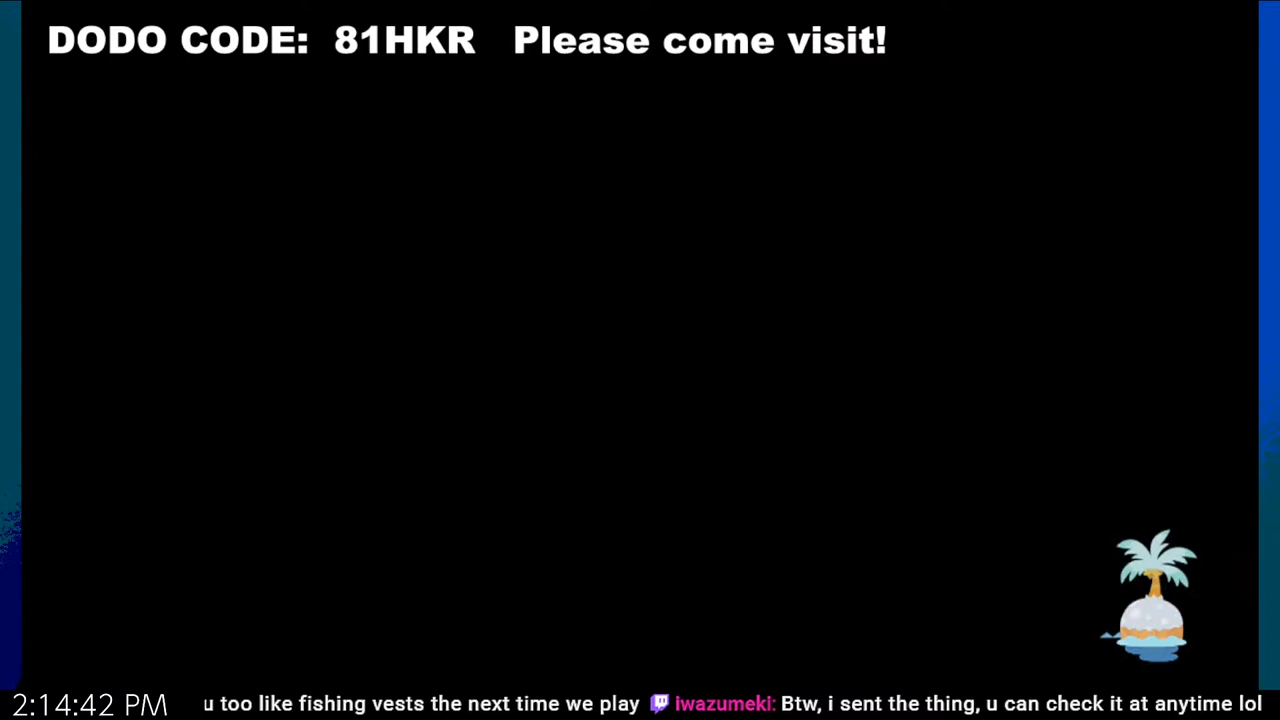 DODO CODE: 81HKR Please come visit!
2:14:42 PM u too like fishing vests the next time we play iwazumeki: Btw, i sent the thing, u can check it at anytime lol